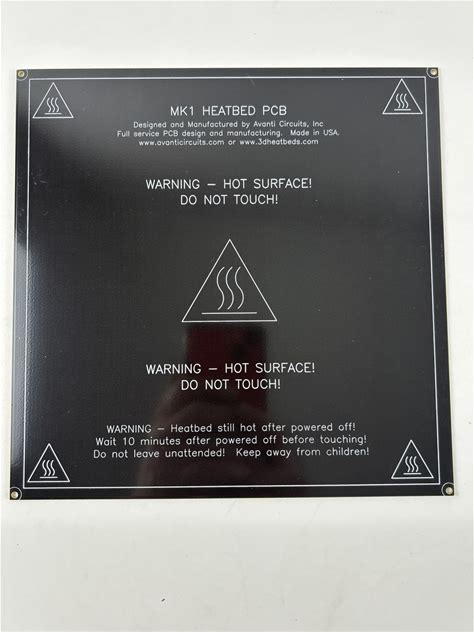 MK1 HEATBED PCB
Designed and Manufactured by Avanti Circuits, Inc
Full service PCB design and manufacturing.  Made in USA.
www.avanticircuits.com or www.3dheatbeds.com
WARNING – HOT SURFACE!
DO NOT TOUCH!
WARNING – HOT SURFACE!
DO NOT TOUCH!
WARNING – Heatbed still hot after powered off!
Wait 10 minutes after powered off before touching!
Do not leave unattended!  Keep away from children!